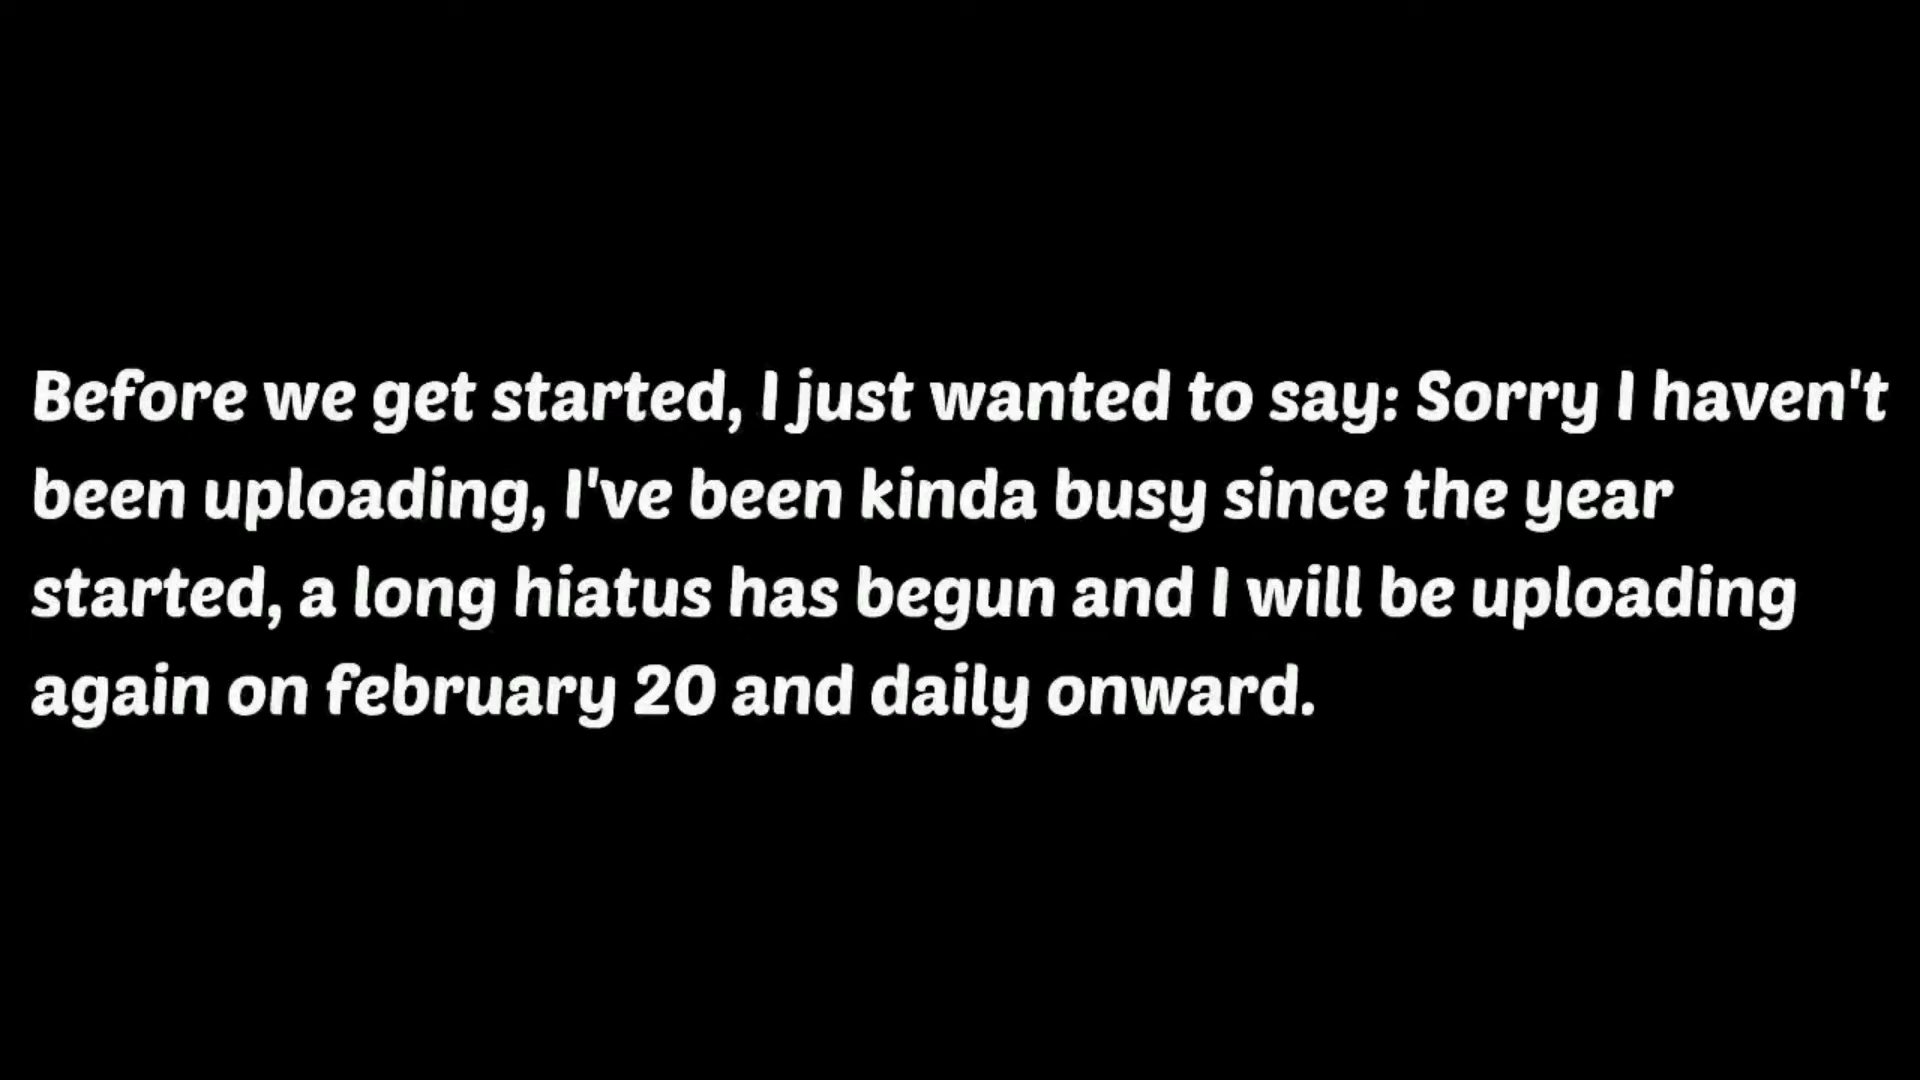 Before we get started, I just wanted to say: Sorry I haven't
been uploading, I've been kinda busy since the year
started, a long hiatus has begun and I will be uploading
again on february 20 and daily onward.